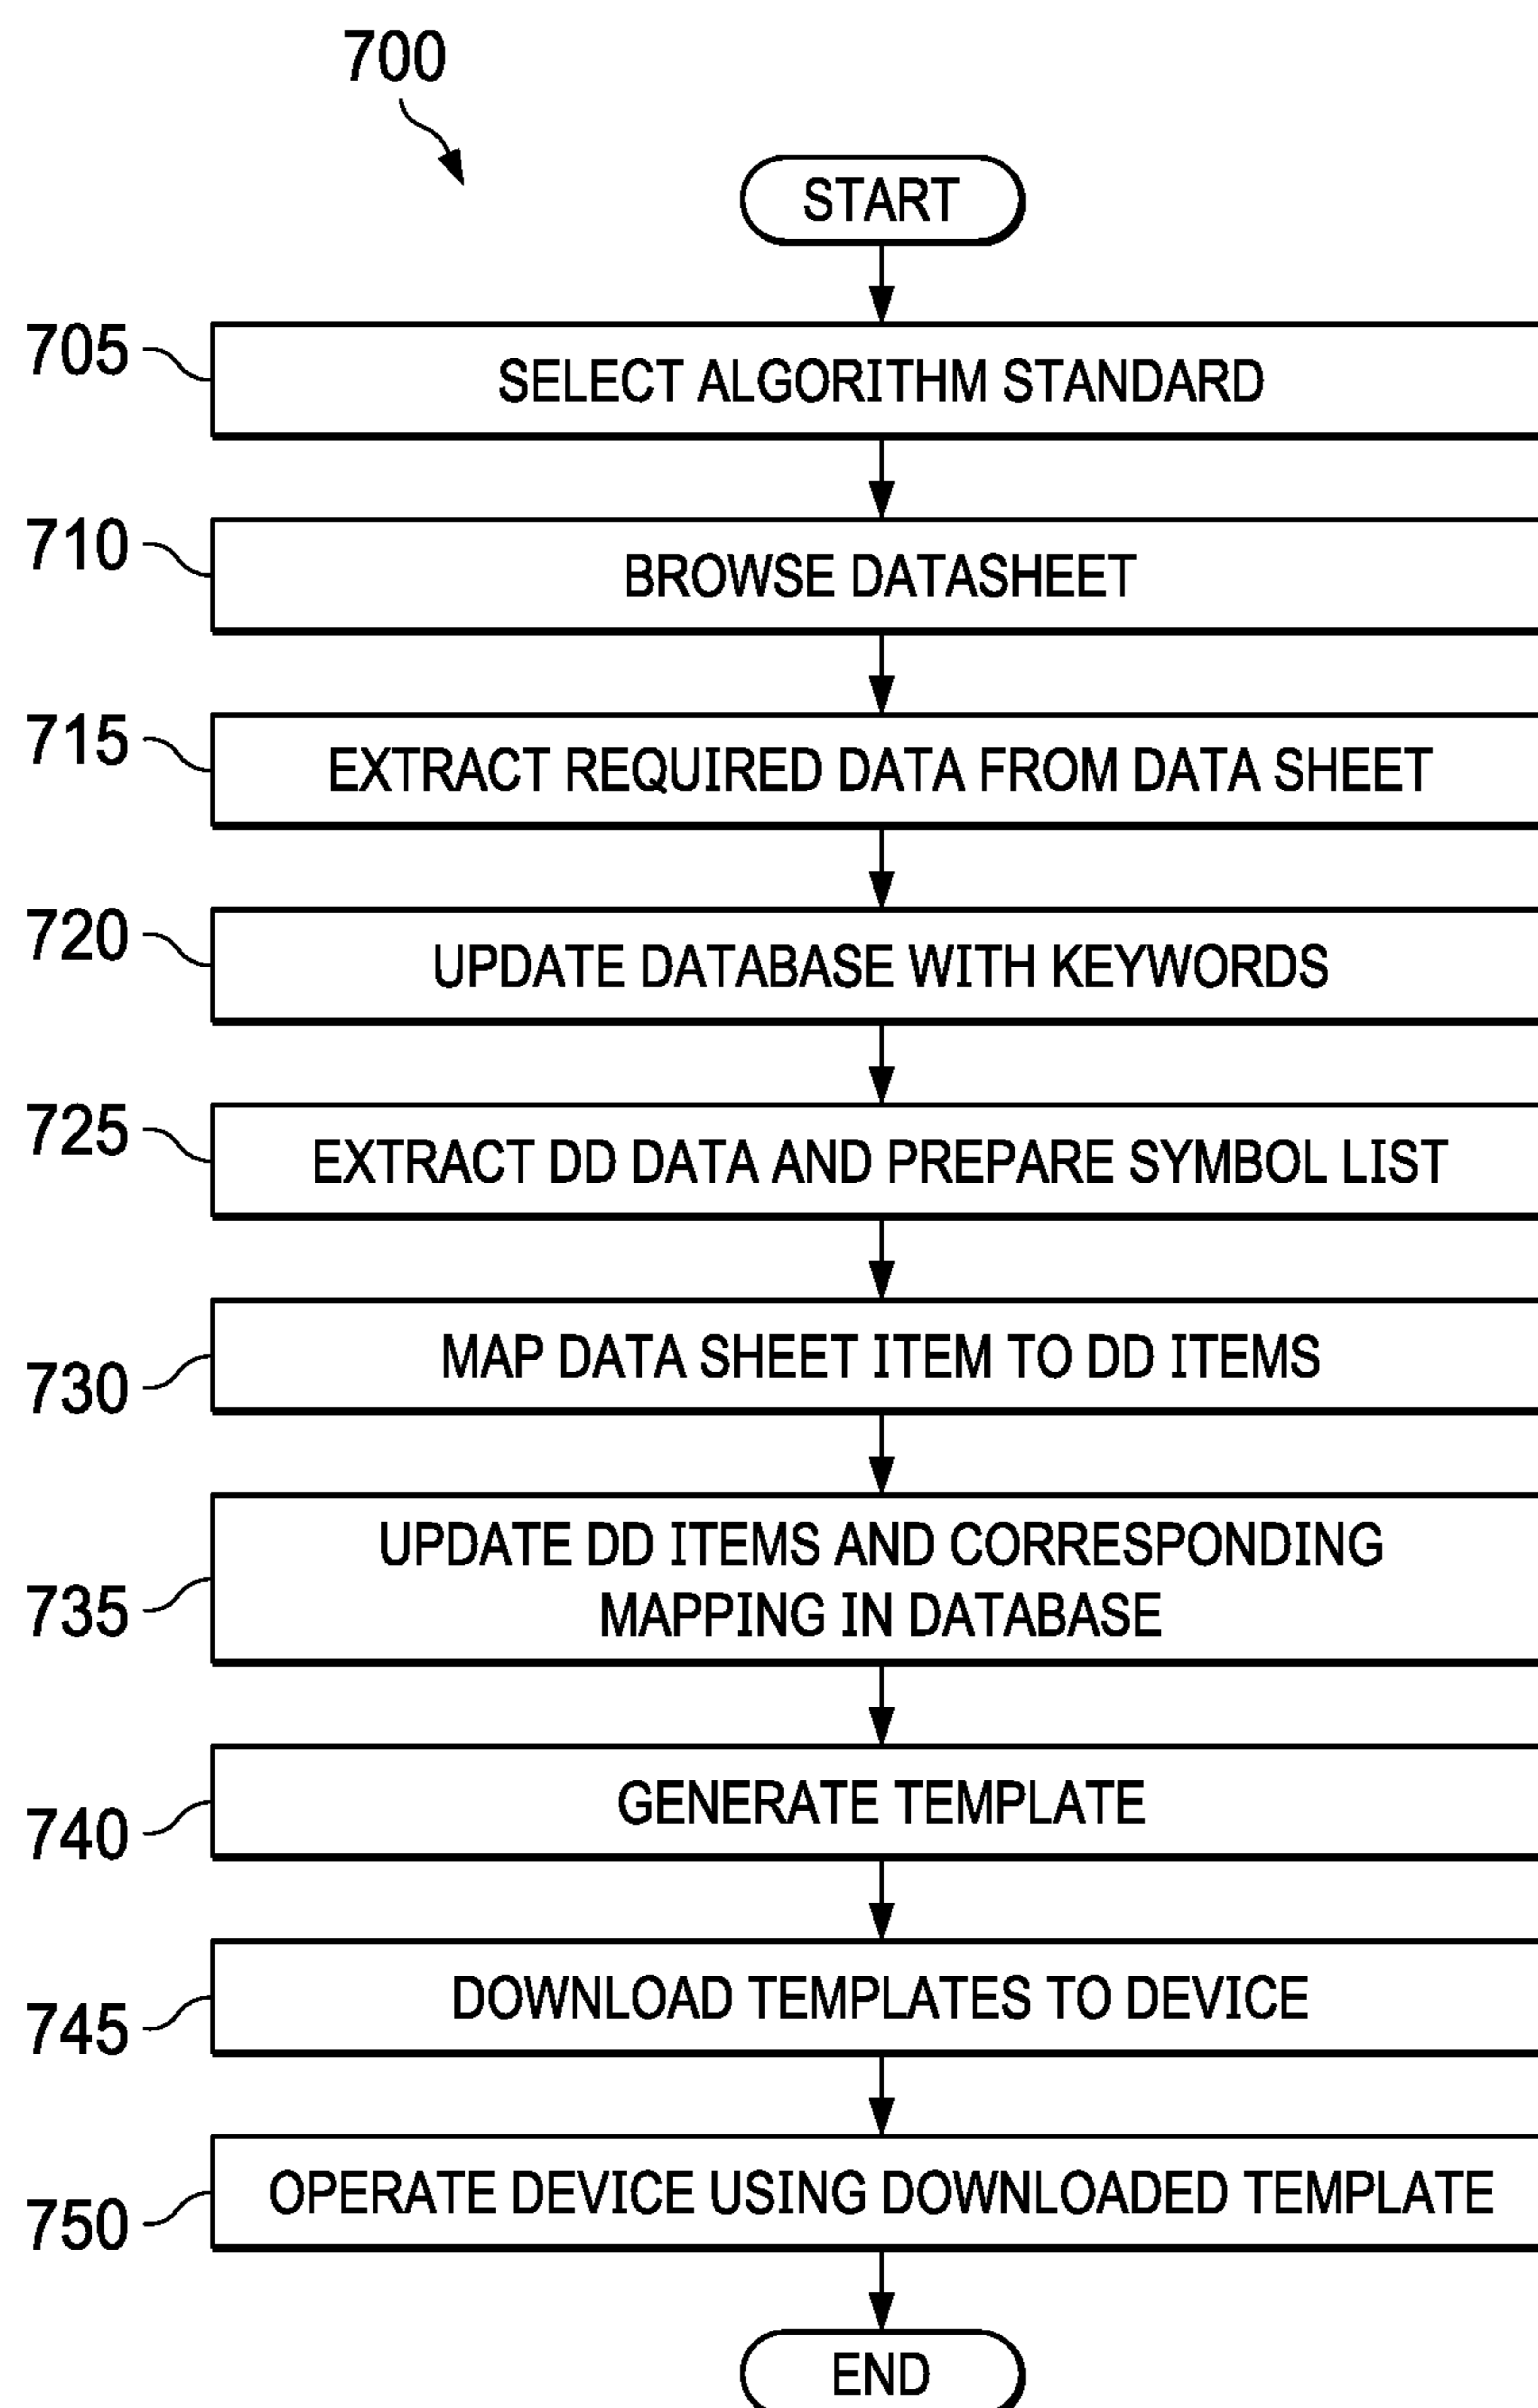 700
START
705
SELECT ALGORITHM STANDARD
710
BROWSE DATASHEET
715
EXTRACT REQUIRED DATA FROM DATA SHEET
720
UPDATE DATABASE WITH KEYWORDS
725
EXTRACT DD DATA AND PREPARE SYMBOL LIST
730
MAP DATA SHEET ITEM TO DD ITEMS
735
UPDATE DD ITEMS AND CORRESPONDING
MAPPING IN DATABASE
740
GENERATE TEMPLATE
745
DOWNLOAD TEMPLATES TO DEVICE
750
OPERATE DEVICE USING DOWNLOADED TEMPLATE
END